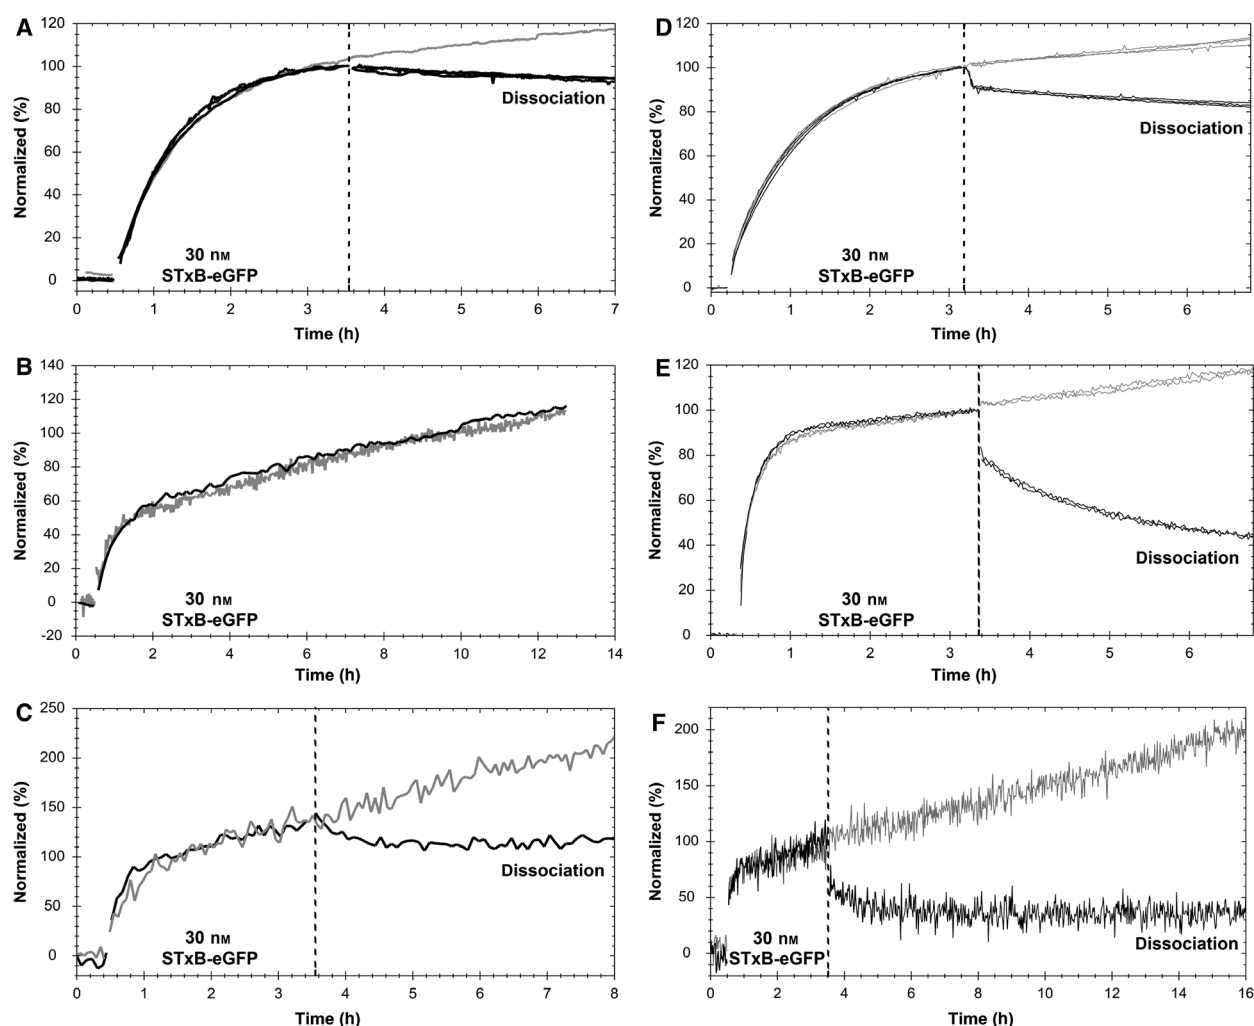 A
Normalized (%)
120
100
80
60
40
20
0
Dissociation
30 nM
STxB-eGFP
0 1 2 3 4 5 6 7
Time (h)
B
Normalized (%)
140
120
100
80
60
40
20
0
-20
30 nM
STxB-eGFP
0 2 4 6 8 10 12 14
Time (h)
C
Normalized (%)
250
200
150
100
50
0
Dissociation
30 nM
STxB-eGFP
0 1 2 3 4 5 6 7 8
Time (h)
D
Normalized (%)
120
100
80
60
40
20
0
Dissociation
30 nM
STxB-eGFP
0 1 2 3 4 5 6
Time (h)
E
Normalized (%)
120
100
80
60
40
20
0
Dissociation
30 nM
STxB-eGFP
0 1 2 3 4 5 6
Time (h)
F
Normalized (%)
200
150
100
50
0
30 nM
STxB-eGFP
Dissociation
0 2 4 6 8 10 12 14 16
Time (h)